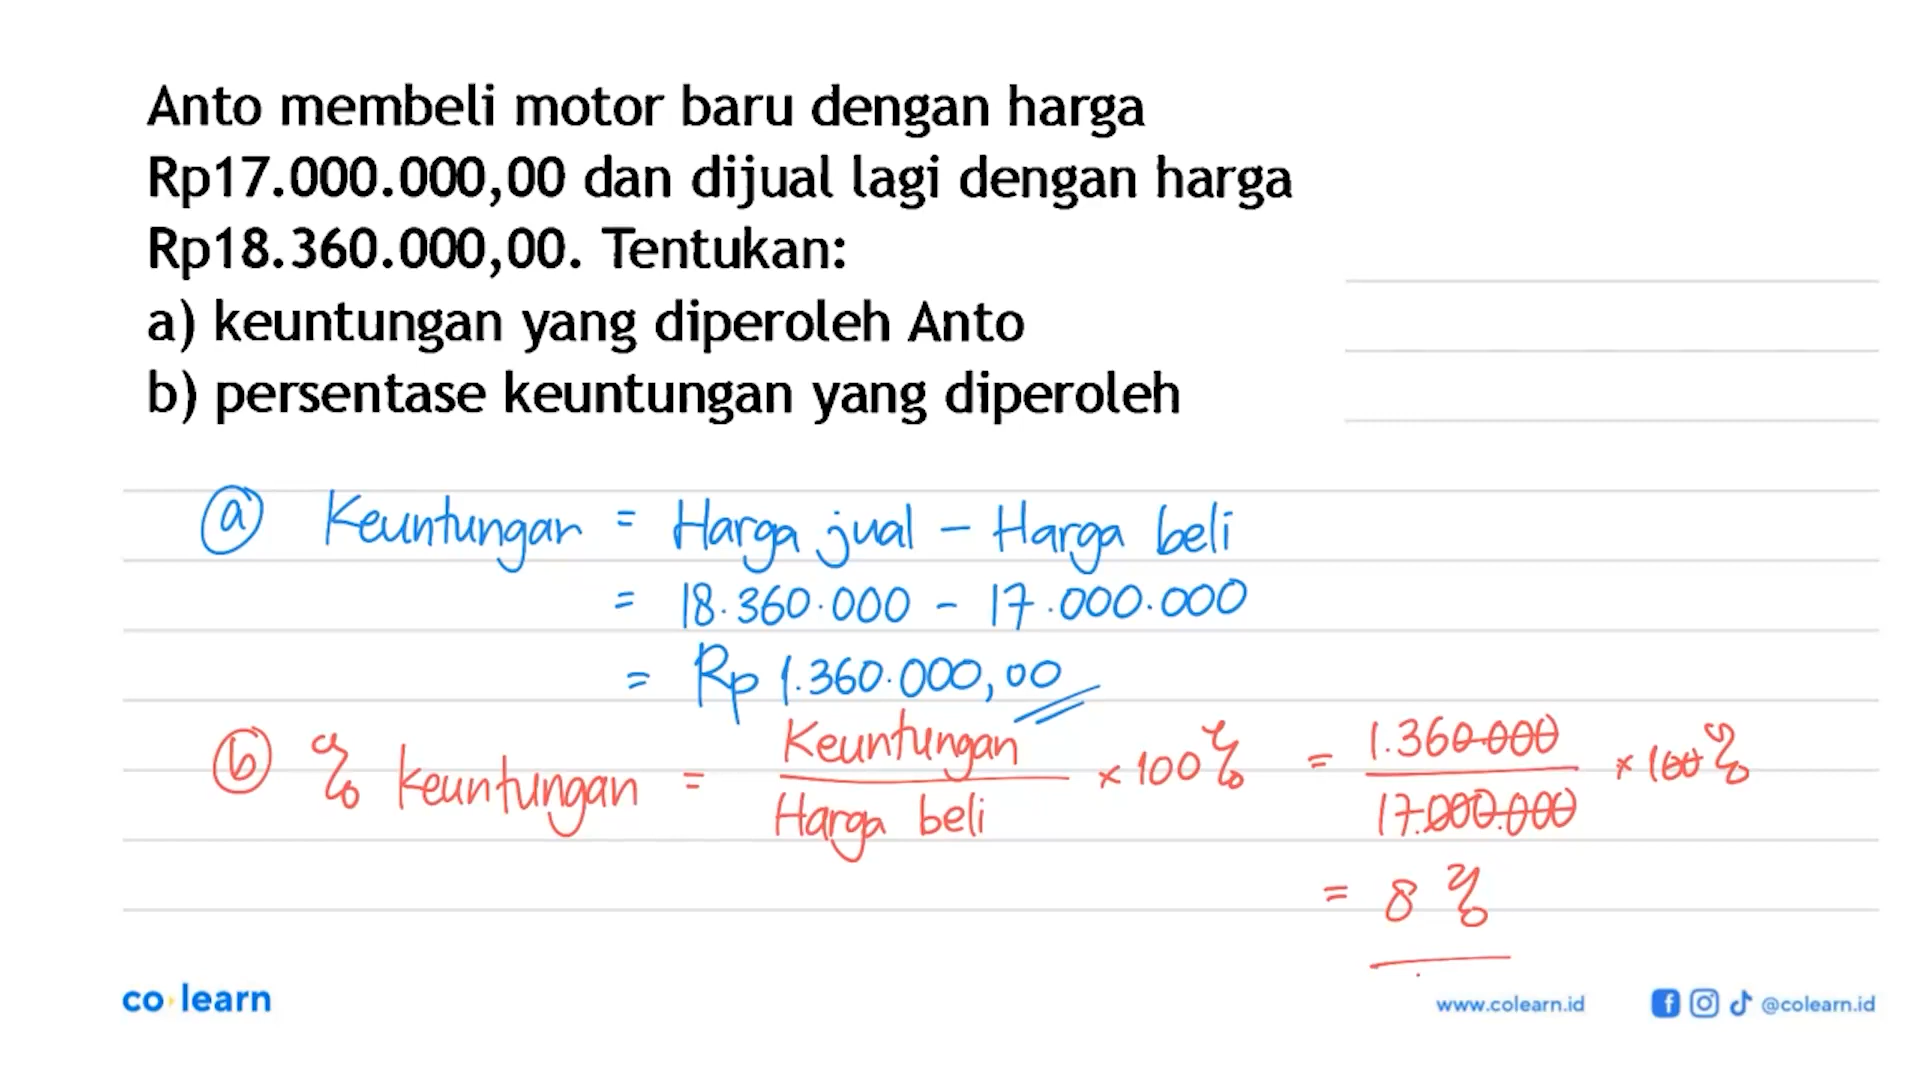 Anto membeli motor baru dengan harga
Rp17.000.000,00 dan dijual lagi dengan harga
Rp18.360.000,00. Tentukan:
a) keuntungan yang diperoleh Anto
b) persentase keuntungan yang diperoleh
a Keuntungan = Harga jual - Harga beli
= 18.360.000 - 17.000.000
= Rp 1.360.000,00
b % keuntungan = Keuntungan / Harga beli × 100% = 1.360.000 / 17.000.000 × 100%
= 8 %
co learn
www.colearn.id @colearn.id